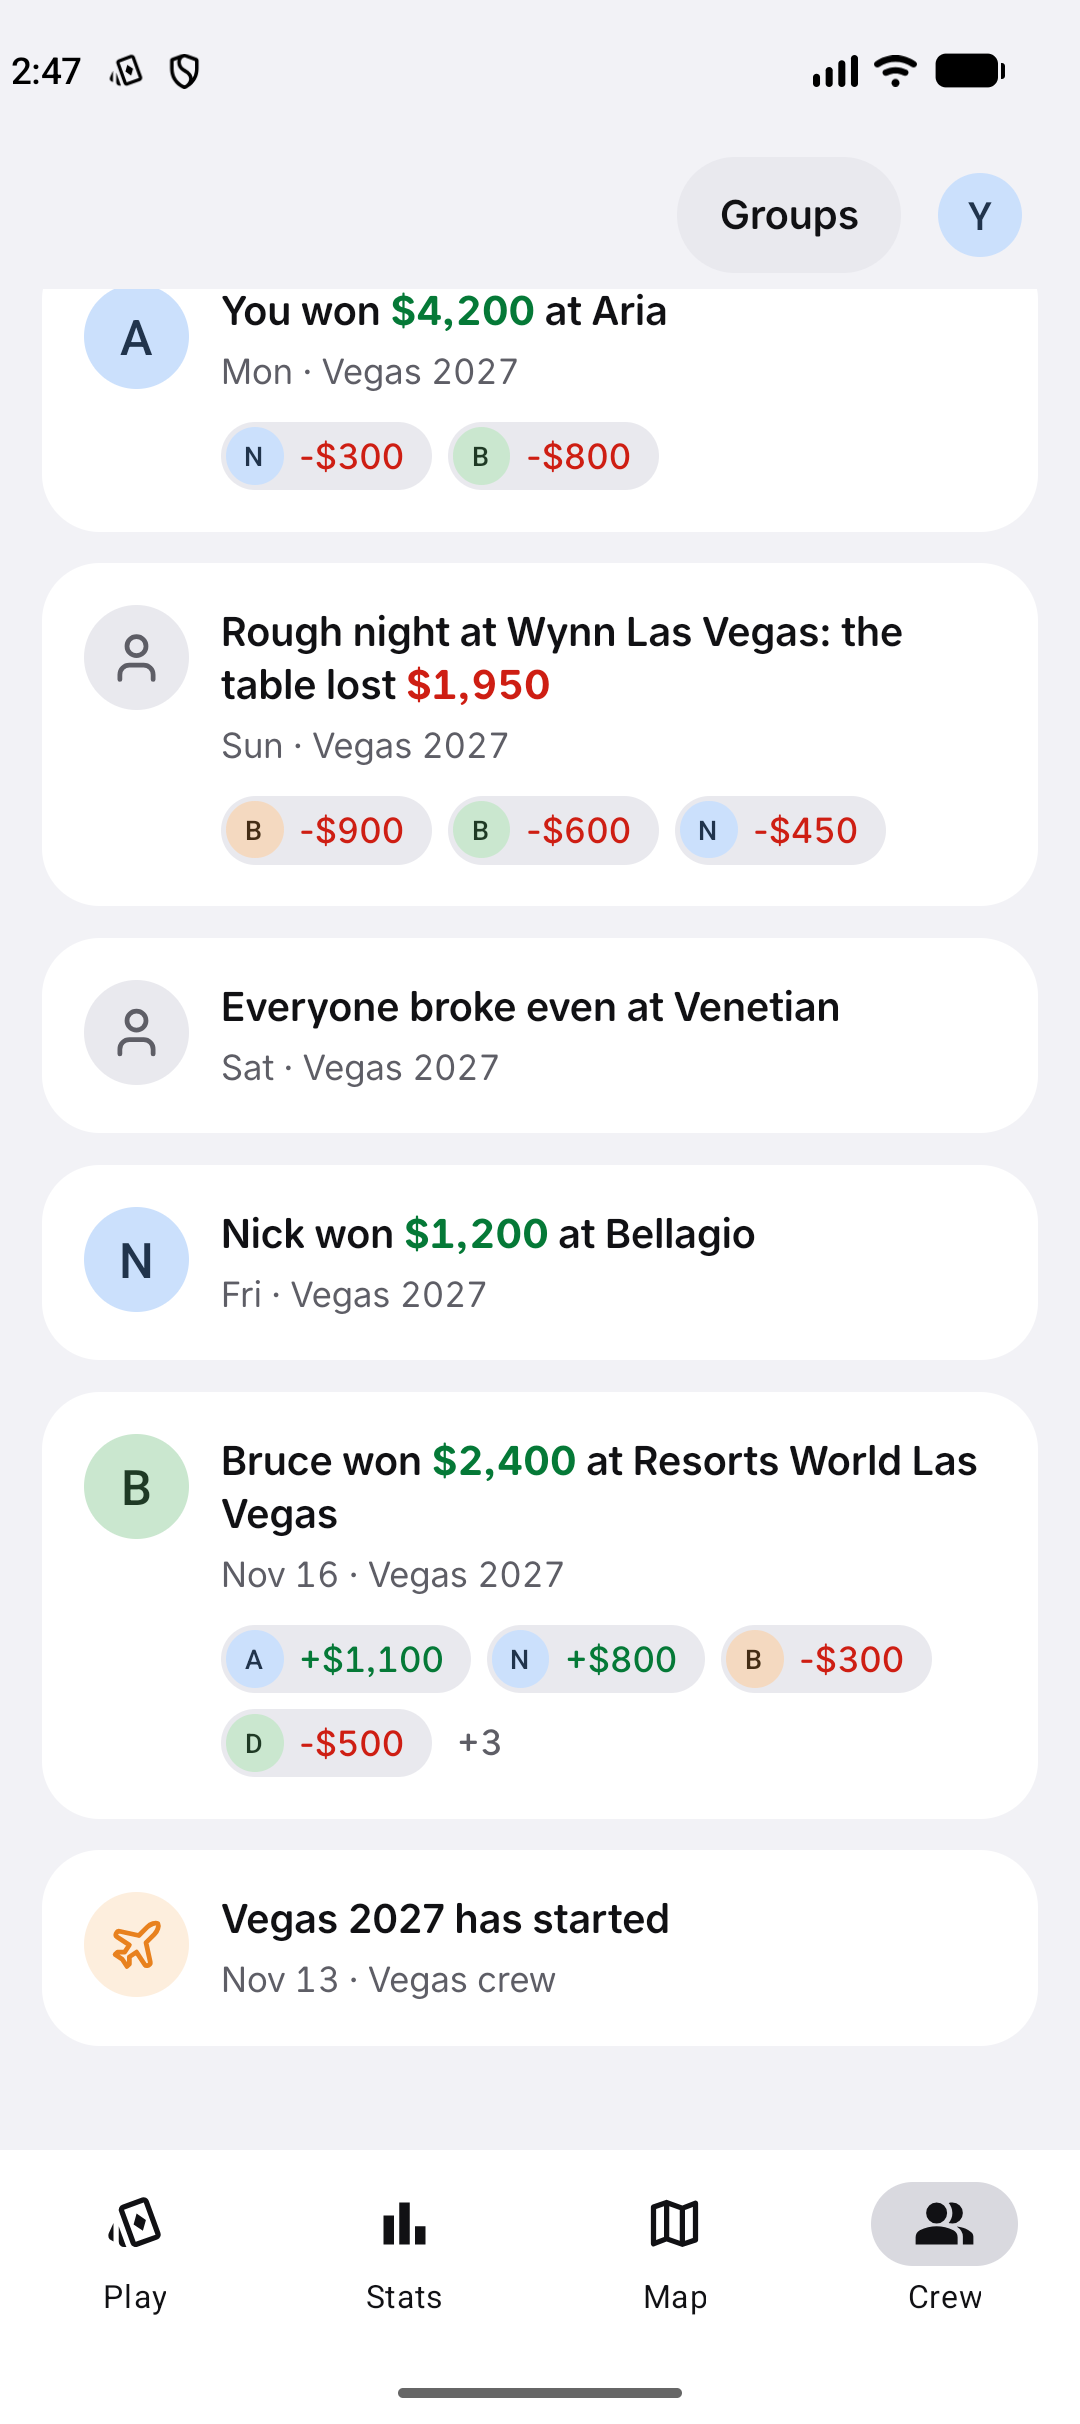 2:47
Groups
Y
A
You won $4,200 at Aria
Mon · Vegas 2027
N -$300 B -$800
Rough night at Wynn Las Vegas: the
table lost $1,950
Sun · Vegas 2027
B -$900 B -$600 N -$450
Everyone broke even at Venetian
Sat · Vegas 2027
N
Nick won $1,200 at Bellagio
Fri · Vegas 2027
B
Bruce won $2,400 at Resorts World Las
Vegas
Nov 16 · Vegas 2027
A +$1,100 N +$800 B -$300
D -$500 +3
Vegas 2027 has started
Nov 13 · Vegas crew
Play Stats Map Crew